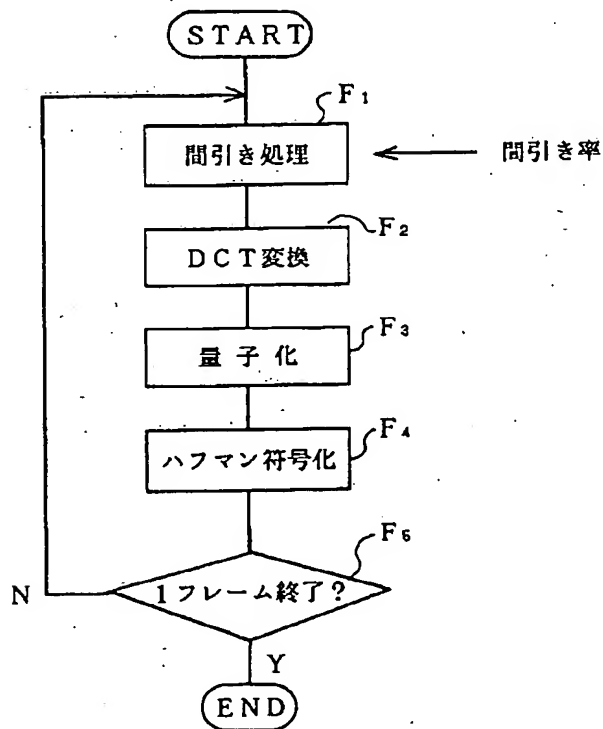 START
F1
間引き処理
間引き率
F2
DCT変換
F3
量子化
F4
ハフマン符号化
F5
1フレーム終了?
N
Y
END